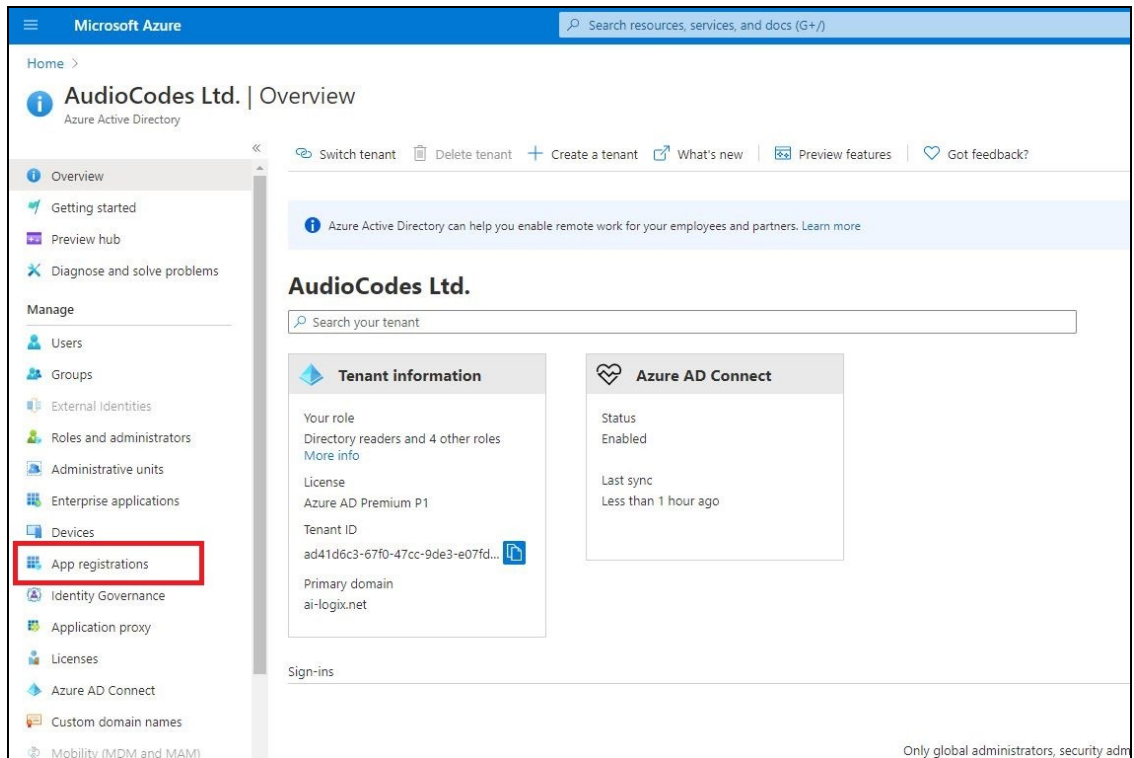 Microsoft Azure
Search resources, services, and docs (G+/)
Home >
AudioCodes Ltd. | Overview
Azure Active Directory
«
Switch tenant Delete tenant Create a tenant What's new Preview features Got feedback?
Overview
Getting started
Preview hub
Diagnose and solve problems
Manage
Users
Groups
External Identities
Roles and administrators
Administrative units
Enterprise applications
Devices
App registrations
Identity Governance
Application proxy
Licenses
Azure AD Connect
Custom domain names
Mobility (MDM and MAM)
Azure Active Directory can help you enable remote work for your employees and partners. Learn more
AudioCodes Ltd.
Search your tenant
Tenant information
Your role
Directory readers and 4 other roles
More info
License
Azure AD Premium P1
Tenant ID
ad41d6c3-67f0-47cc-9de3-e07fd...
Primary domain
ai-logix.net
Azure AD Connect
Status
Enabled
Last sync
Less than 1 hour ago
Sign-ins
Only global administrators, security adm